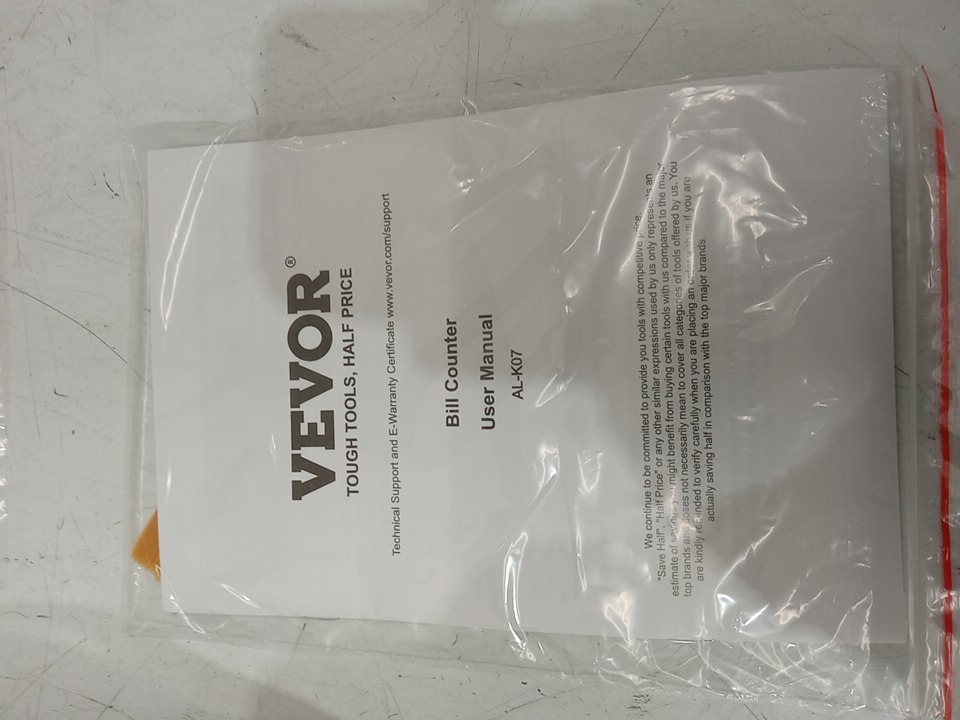 VEVOR®
TOUGH TOOLS, HALF PRICE
Technical Support and E-Warranty Certificate www.vevor.com/support
Bill Counter
User Manual
AL-K07
We continue to be committed to provide you tools with competitive price.
"Save Half", "Half Price" or any other similar expressions used by us only represents an
estimate of savings you might benefit from buying certain tools with us compared to the major
top brands and does not necessarily mean to cover all categories of tools offered by us. You
are kindly reminded to verify carefully when you are placing an order with us if you are
actually saving half in comparison with the top major brands.